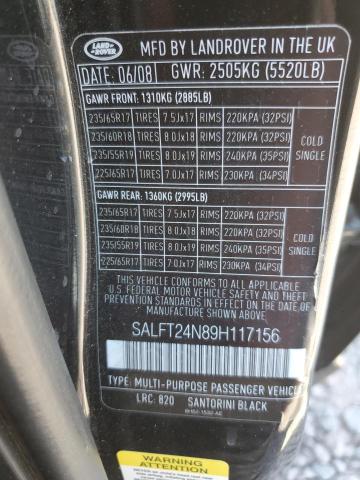 LAND ROVER
MFD BY LANDROVER IN THE UK
DATE: 06/08 GWR: 2505KG (5520LB)
GAWR FRONT: 1310KG (2885LB)
235/65R17 TIRES 7.5Jx17 RIMS 220KPA (32PSI)
235/60R18 TIRES 8.0Jx18 RIMS 220KPA (32PSI)
235/55R19 TIRES 8.0Jx19 RIMS 240KPA (35PSI)
225/65R17 TIRES 7.0Jx17 RIMS 230KPA (34PSI)
COLD
SINGLE
GAWR REAR: 1360KG (2995LB)
235/65R17 TIRES 7.5Jx17 RIMS 220KPA (32PSI)
235/60R18 TIRES 8.0Jx18 RIMS 220KPA (32PSI)
235/55R19 TIRES 8.0Jx19 RIMS 240KPA (35PSI)
225/65R17 TIRES 7.0Jx17 RIMS 230KPA (34PSI)
COLD
SINGLE
THIS VEHICLE CONFORMS TO ALL APPLICABLE
U.S. FEDERAL MOTOR VEHICLE SAFETY AND THEFT
PREVENTION STANDARDS IN EFFECT ON THE DATE
OF MANUFACTURE SHOWN ABOVE.
SALFT24N89H117156
TYPE: MULTI-PURPOSE PASSENGER VEHICLE
LRC: 820 SANTORINI BLACK
WARNING
ATTENTION